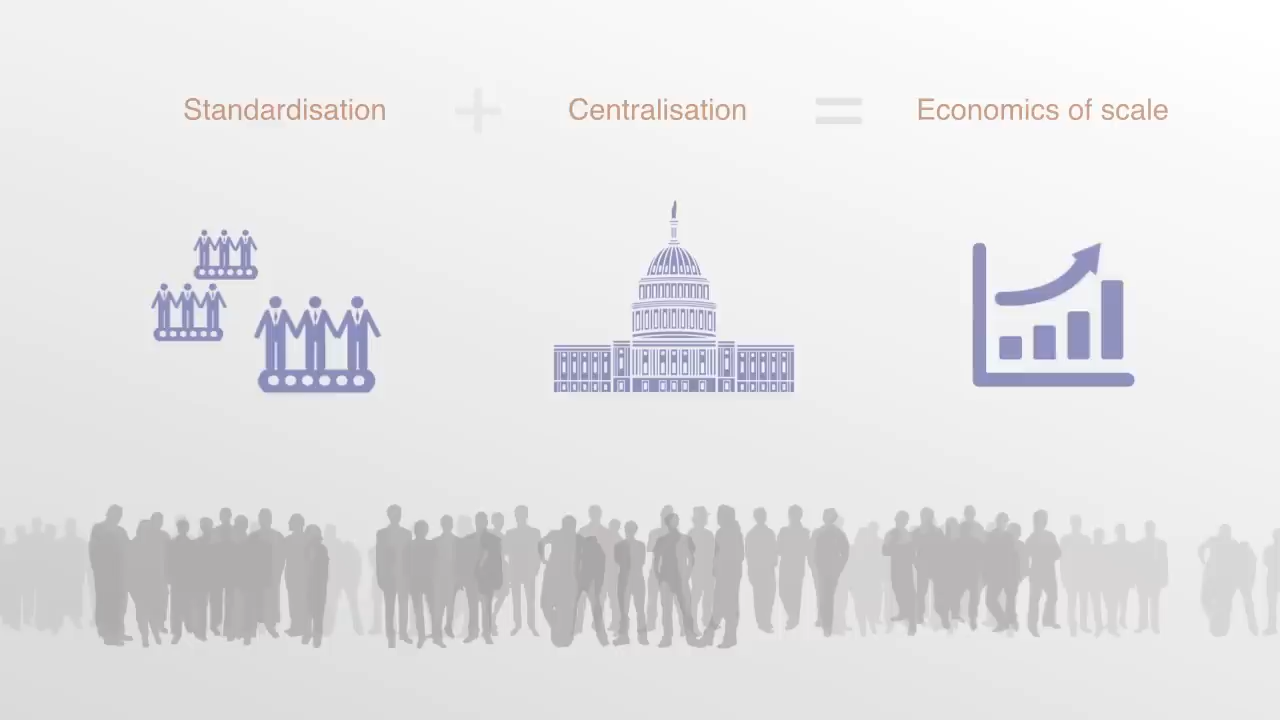 Standardisation + Centralisation = Economics of scale